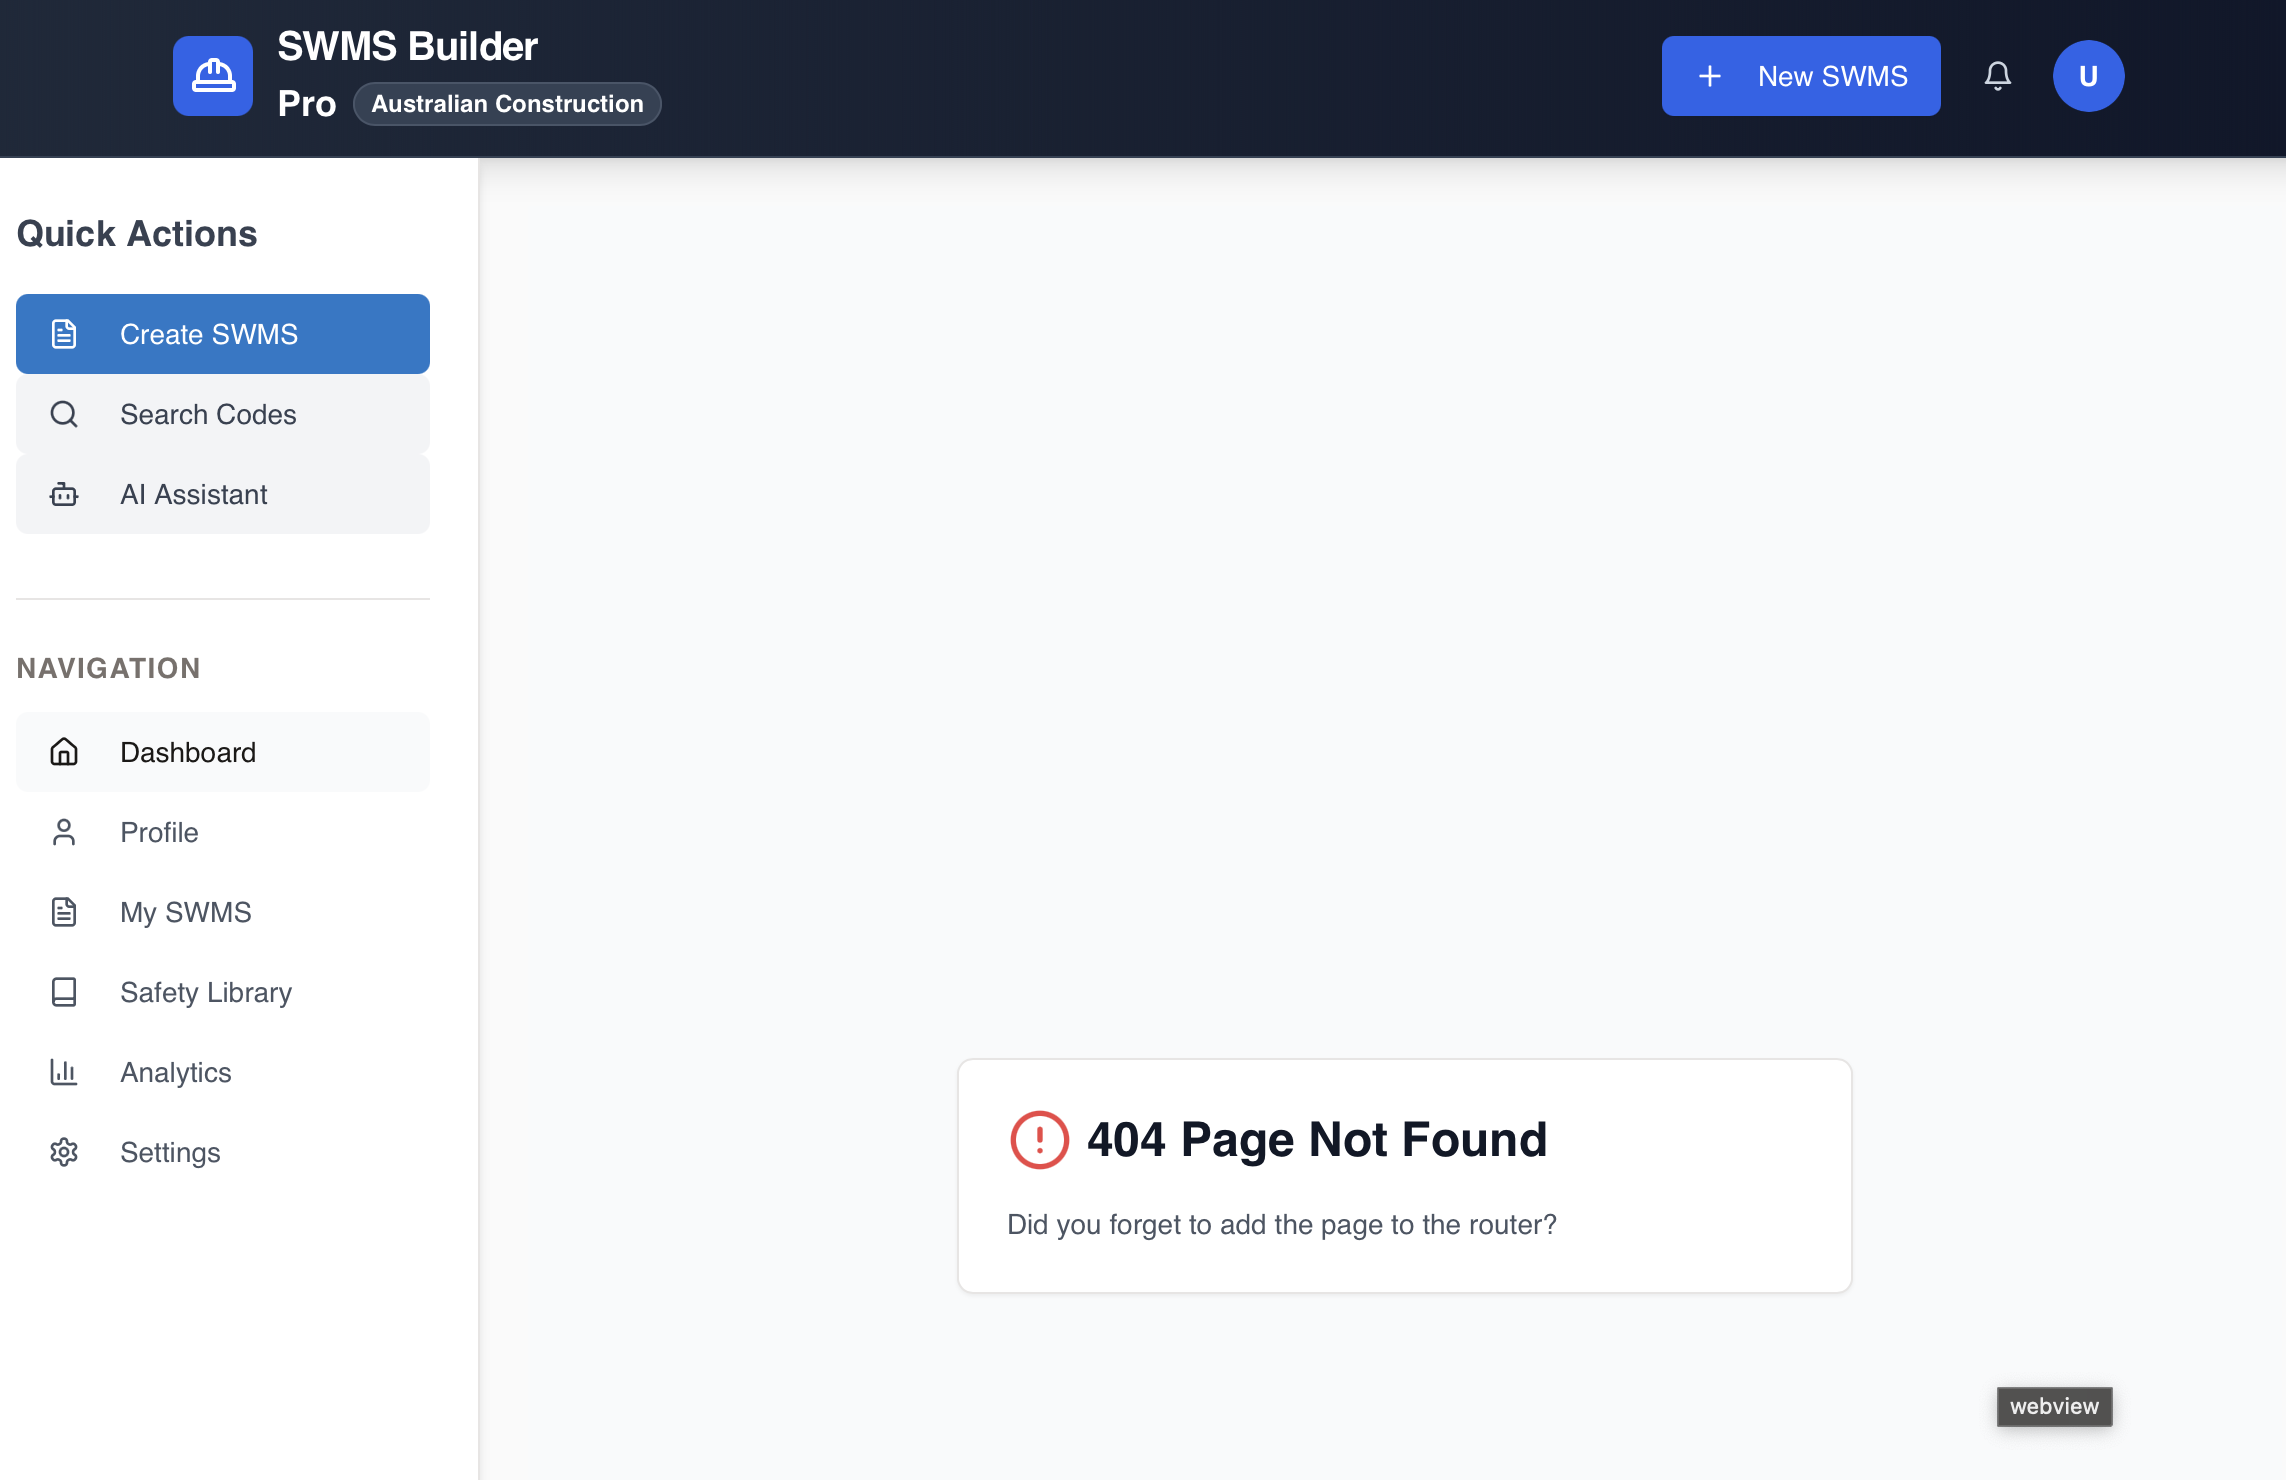 SWMS Builder
Pro
Australian Construction
New SWMS
U
Quick Actions
Create SWMS
Search Codes
AI Assistant
NAVIGATION
Dashboard
Profile
My SWMS
Safety Library
Analytics
Settings
404 Page Not Found
Did you forget to add the page to the router?
webview